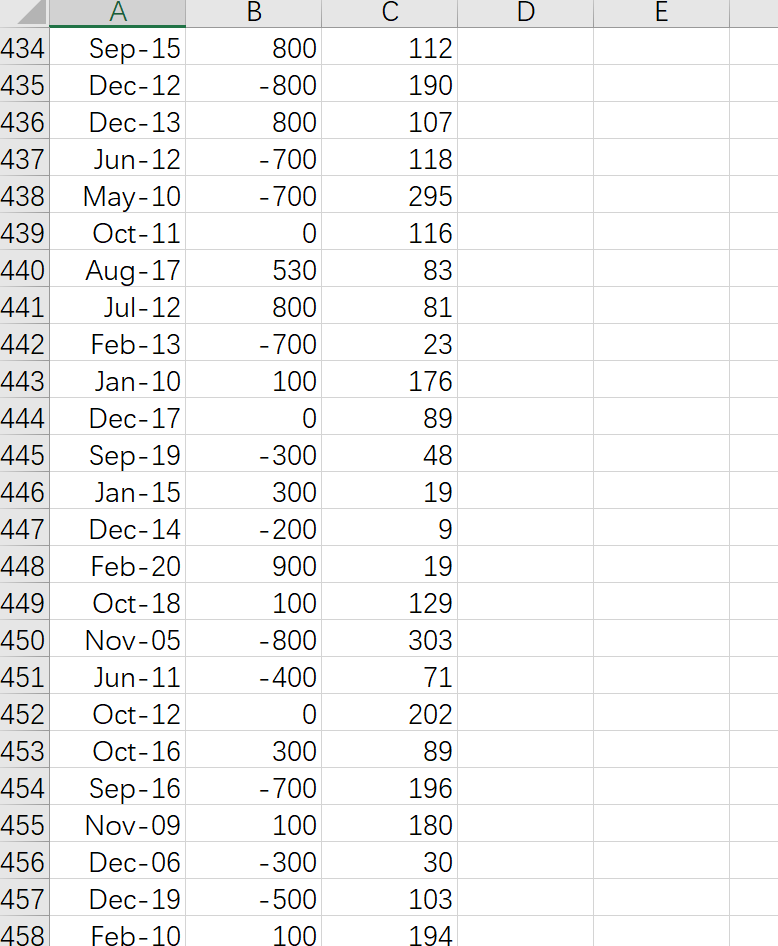 A B C D E
434 Sep-15 800 112
435 Dec-12 -800 190
436 Dec-13 800 107
437 Jun-12 -700 118
438 May-10 -700 295
439 Oct-11 0 116
440 Aug-17 530 83
441 Jul-12 800 81
442 Feb-13 -700 23
443 Jan-10 100 176
444 Dec-17 0 89
445 Sep-19 -300 48
446 Jan-15 300 19
447 Dec-14 -200 9
448 Feb-20 900 19
449 Oct-18 100 129
450 Nov-05 -800 303
451 Jun-11 -400 71
452 Oct-12 0 202
453 Oct-16 300 89
454 Sep-16 -700 196
455 Nov-09 100 180
456 Dec-06 -300 30
457 Dec-19 -500 103
458 Feb-10 100 194